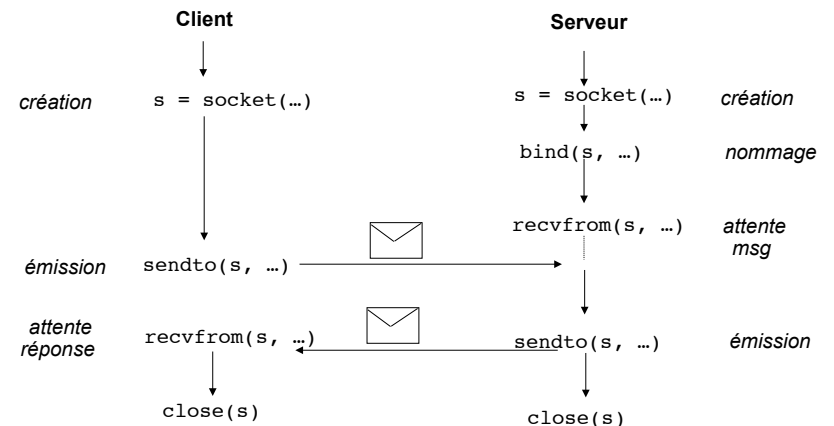 Client
Serveur
création
s = socket(…)
s = socket(…)
création
bind(s, …)
nommage
recvfrom(s, …)
attente
msg
émission
sendto(s, …)
attente
réponse
recvfrom(s, …)
sendto(s, …)
émission
close(s)
close(s)